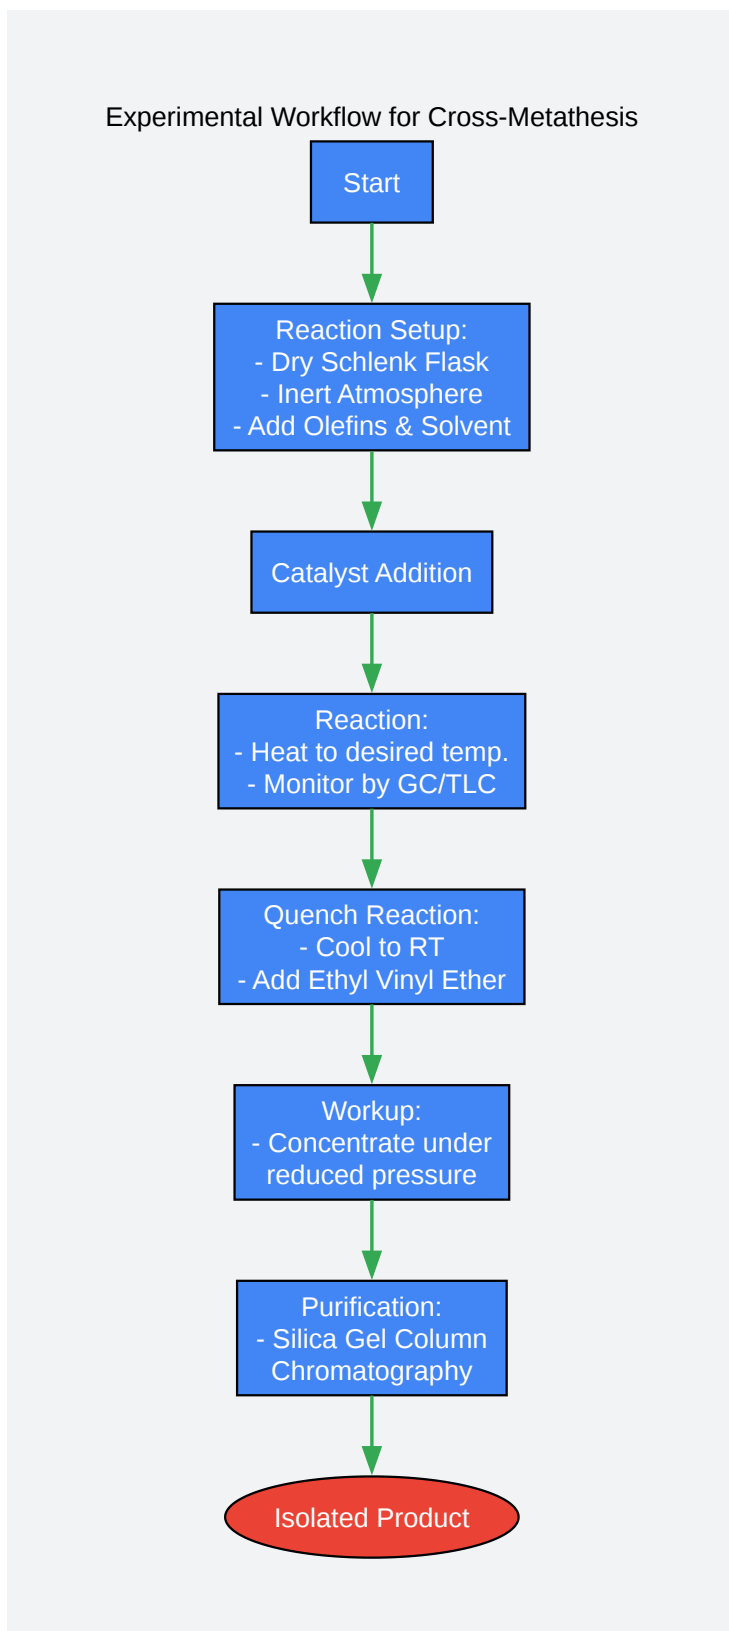 Experimental Workflow for Cross-Metathesis
Start
Reaction Setup:
- Dry Schlenk Flask
- Inert Atmosphere
- Add Olefins & Solvent
Catalyst Addition
Reaction:
- Heat to desired temp.
- Monitor by GC/TLC
Quench Reaction:
- Cool to RT
- Add Ethyl Vinyl Ether
Workup:
- Concentrate under
reduced pressure
Purification:
- Silica Gel Column
Chromatography
Isolated Product